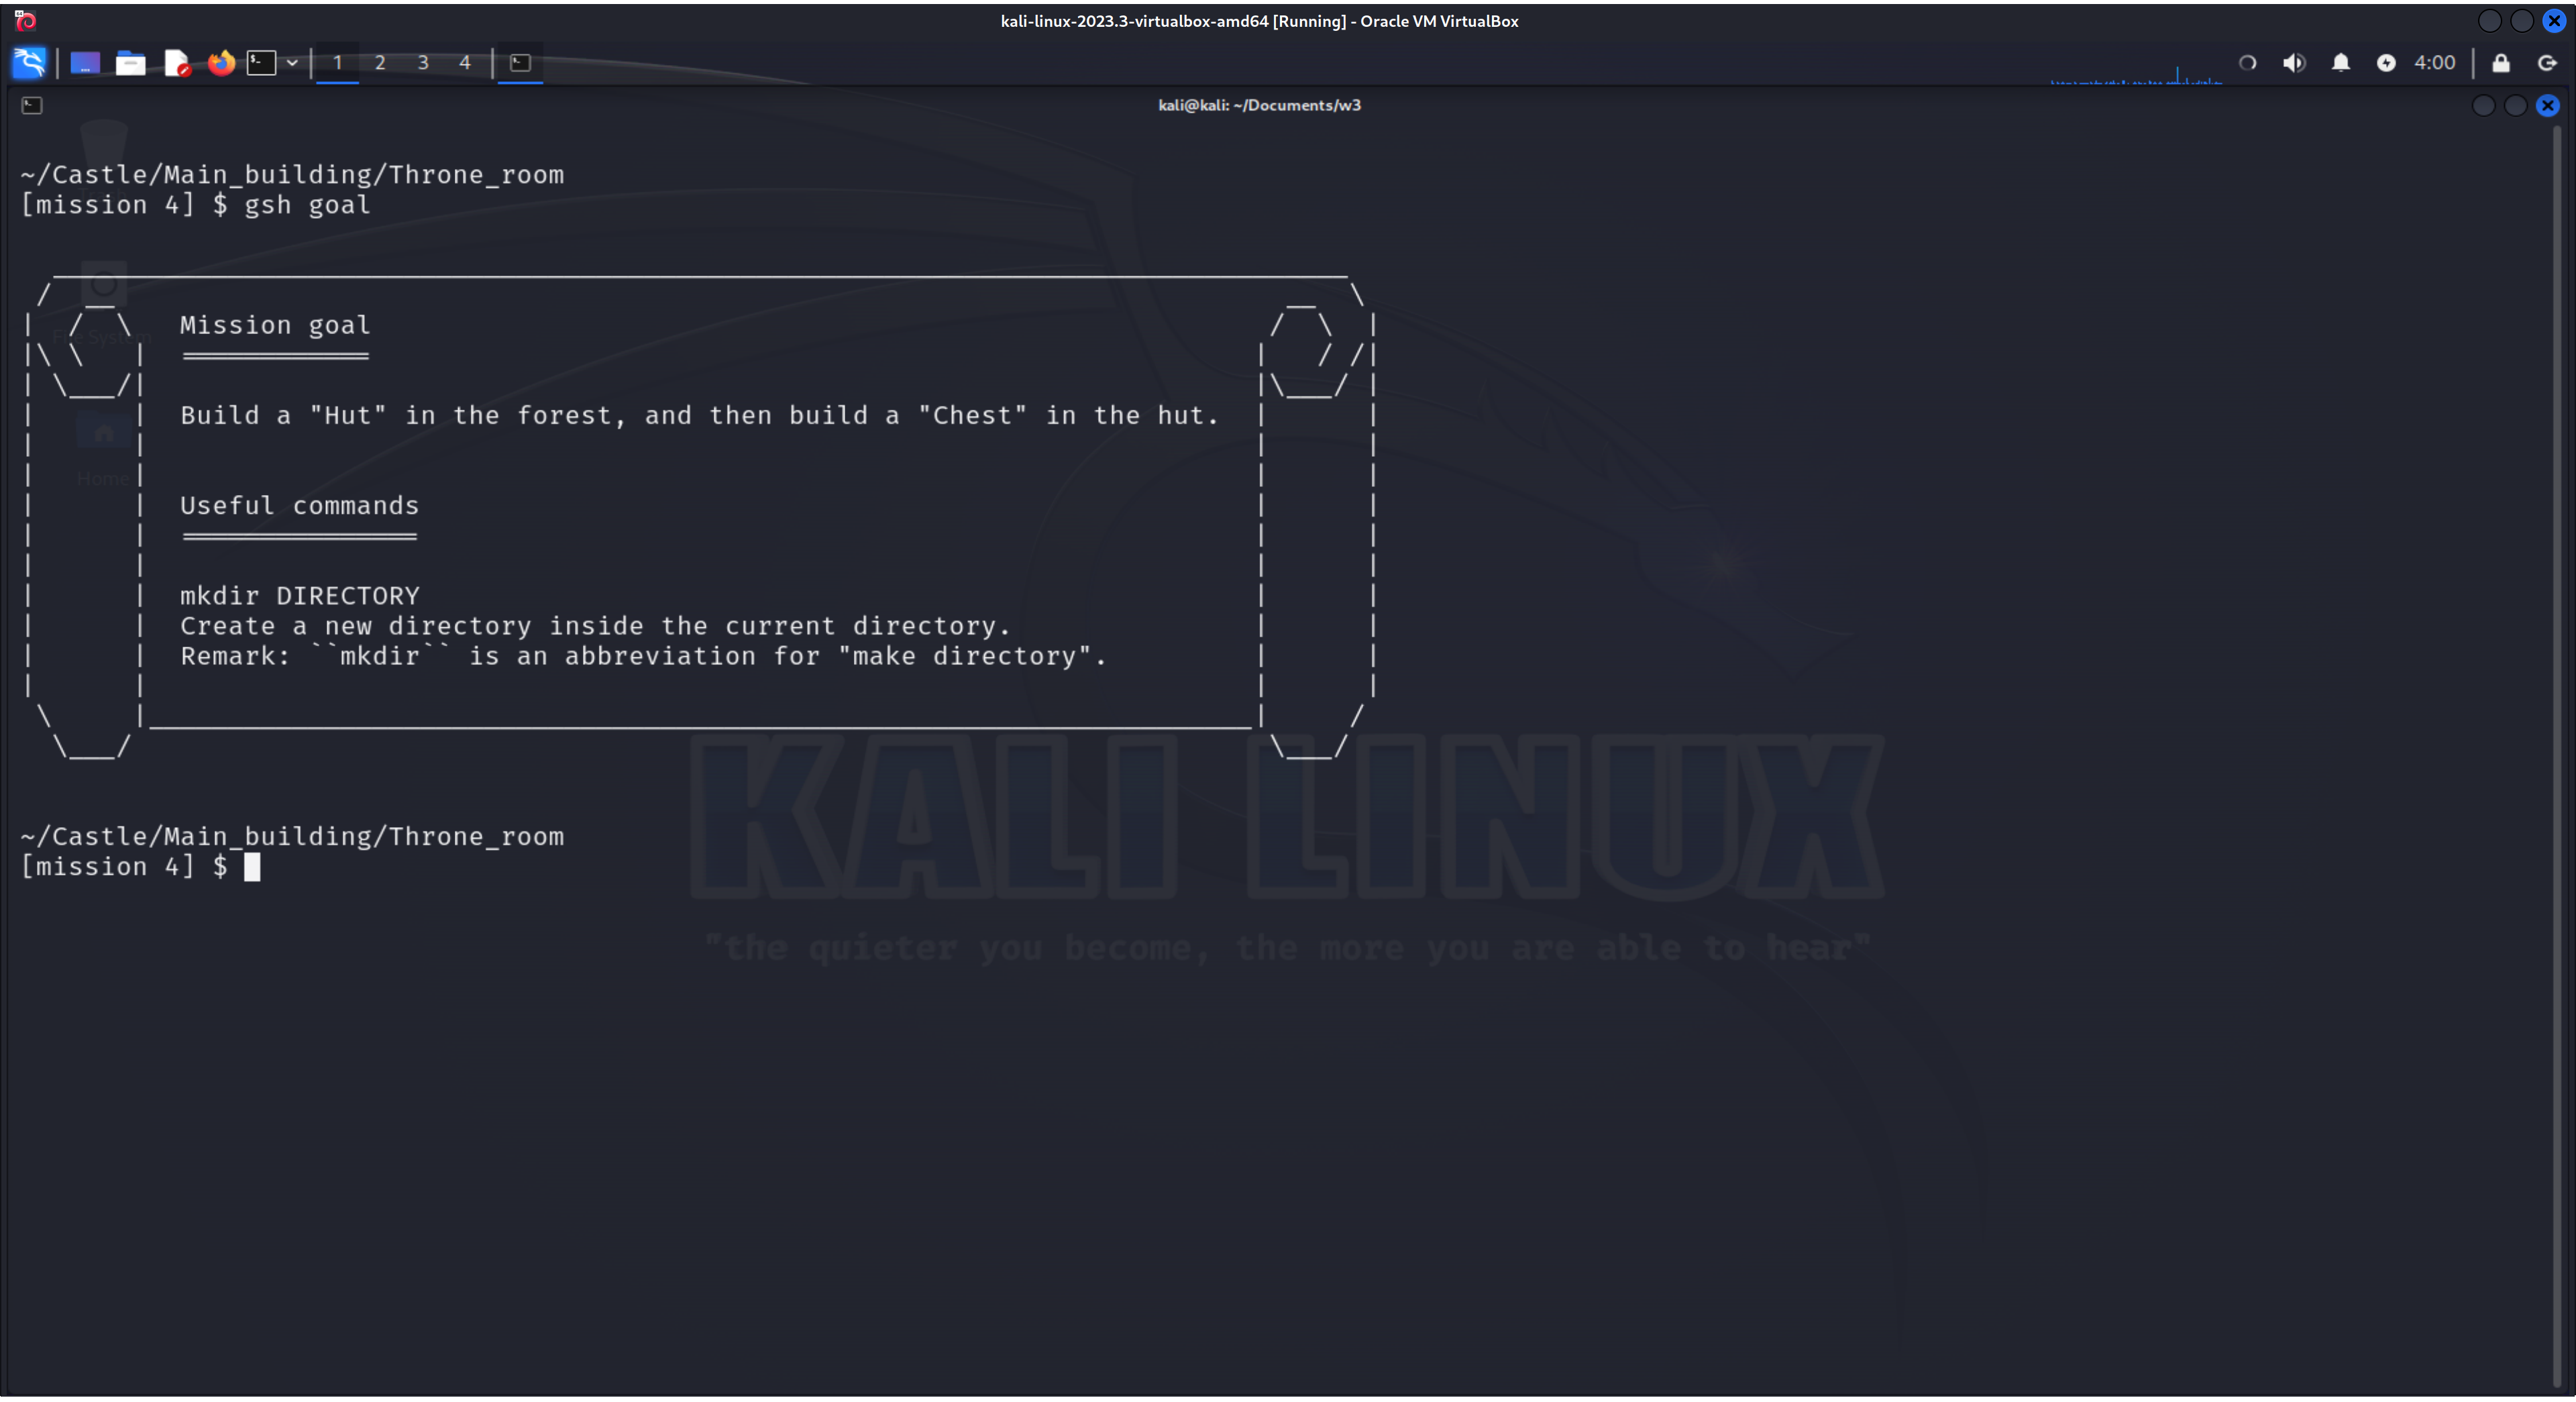 kali-linux-2023.3-virtualbox-amd64 [Running] - Oracle VM VirtualBox
1 2 3 4 4:00
kali@kali: ~/Documents/w3
~/Castle/Main_building/Throne_room
[mission 4] $ gsh goal
Mission goal
============
File System
Build a "Hut" in the forest, and then build a "Chest" in the hut.
Home
Useful commands
===============
mkdir DIRECTORY
Create a new directory inside the current directory.
Remark: ``mkdir`` is an abbreviation for "make directory".
~/Castle/Main_building/Throne_room
[mission 4] $
KALI LINUX
"the quieter you become, the more you are able to hear"